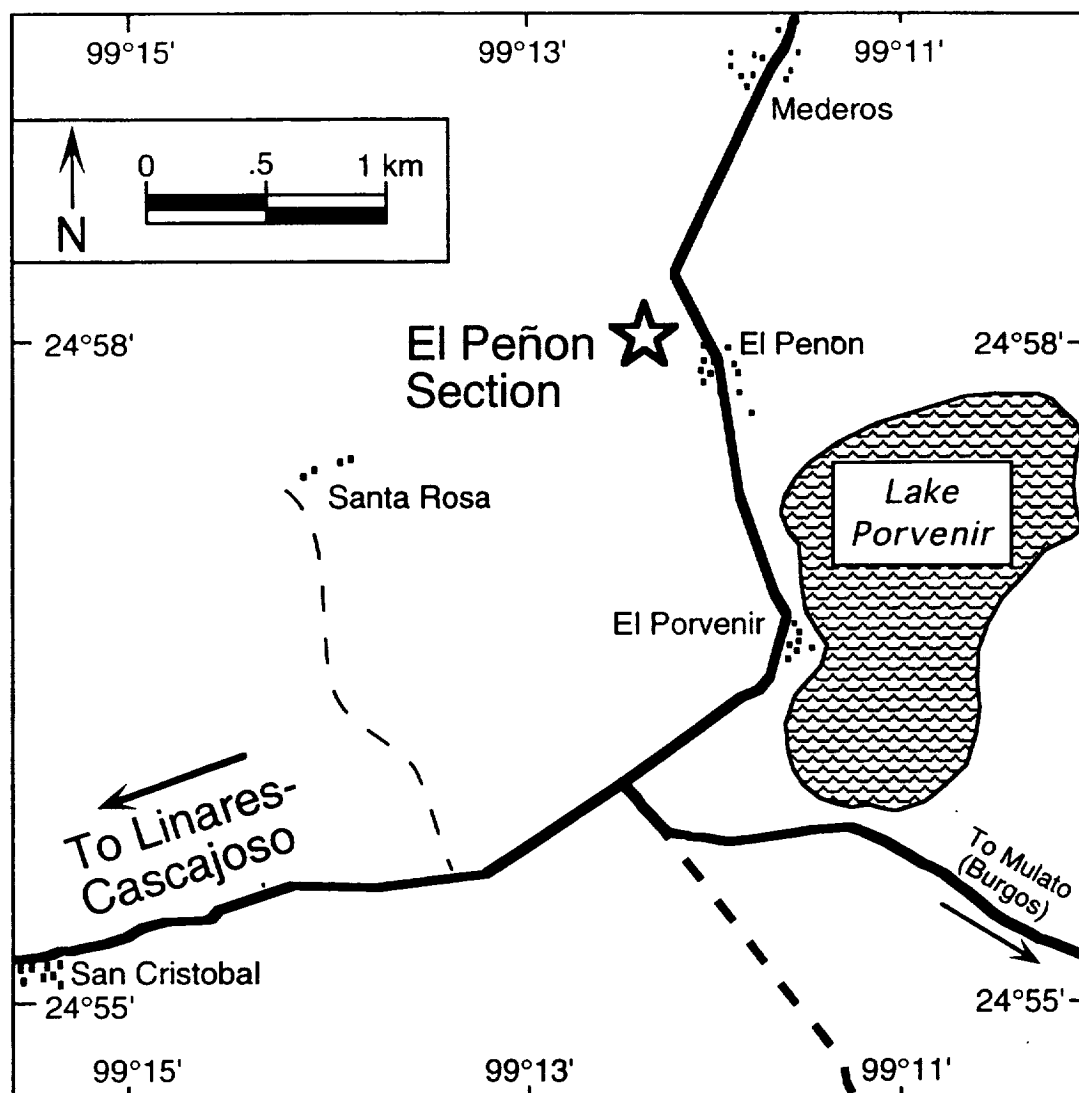 99°15'
99°13'
99°11'
Mederos
0 .5 1 km
N
24°58'
El Peñon
Section
El Penon
24°58'
Santa Rosa
Lake
Porvenir
El Porvenir
To Linares-
Cascajoso
To Mulato
(Burgos)
San Cristobal
24°55'
24°55'
99°15'
99°13'
99°11'